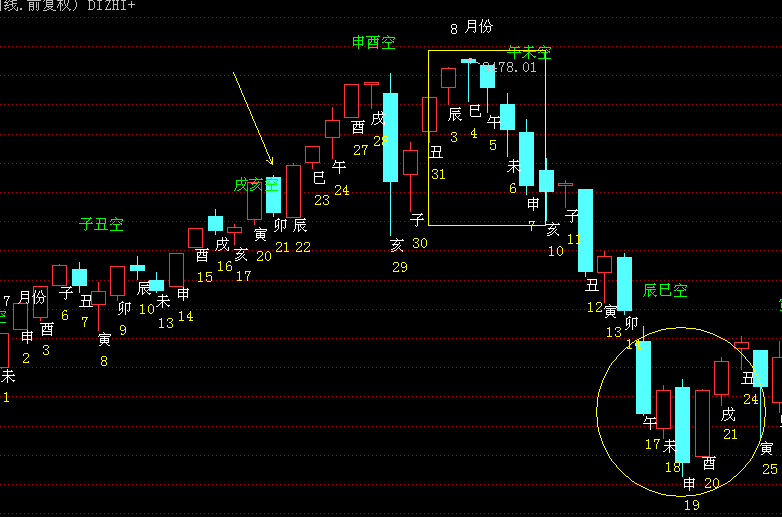 线.前复权) DIZHI+
8 月份
申酉空
午未空
3478.01
戌亥空
子丑空
辰巳空
7 月份
空
未
1
申
2
酉
3
子
6
丑
7
寅
8
卯
9
辰
10
未
13
申
14
酉
15
戌
16
亥
17
寅
20
卯
21
辰
22
巳
23
午
24
酉
27
戌
28
亥
29
子
30
丑
31
辰
3
巳
4
午
5
未
6
申
7
亥
10
子
11
丑
12
寅
13
卯
14
午
17
未
18
申
19
酉
20
戌
21
丑
24
寅
25